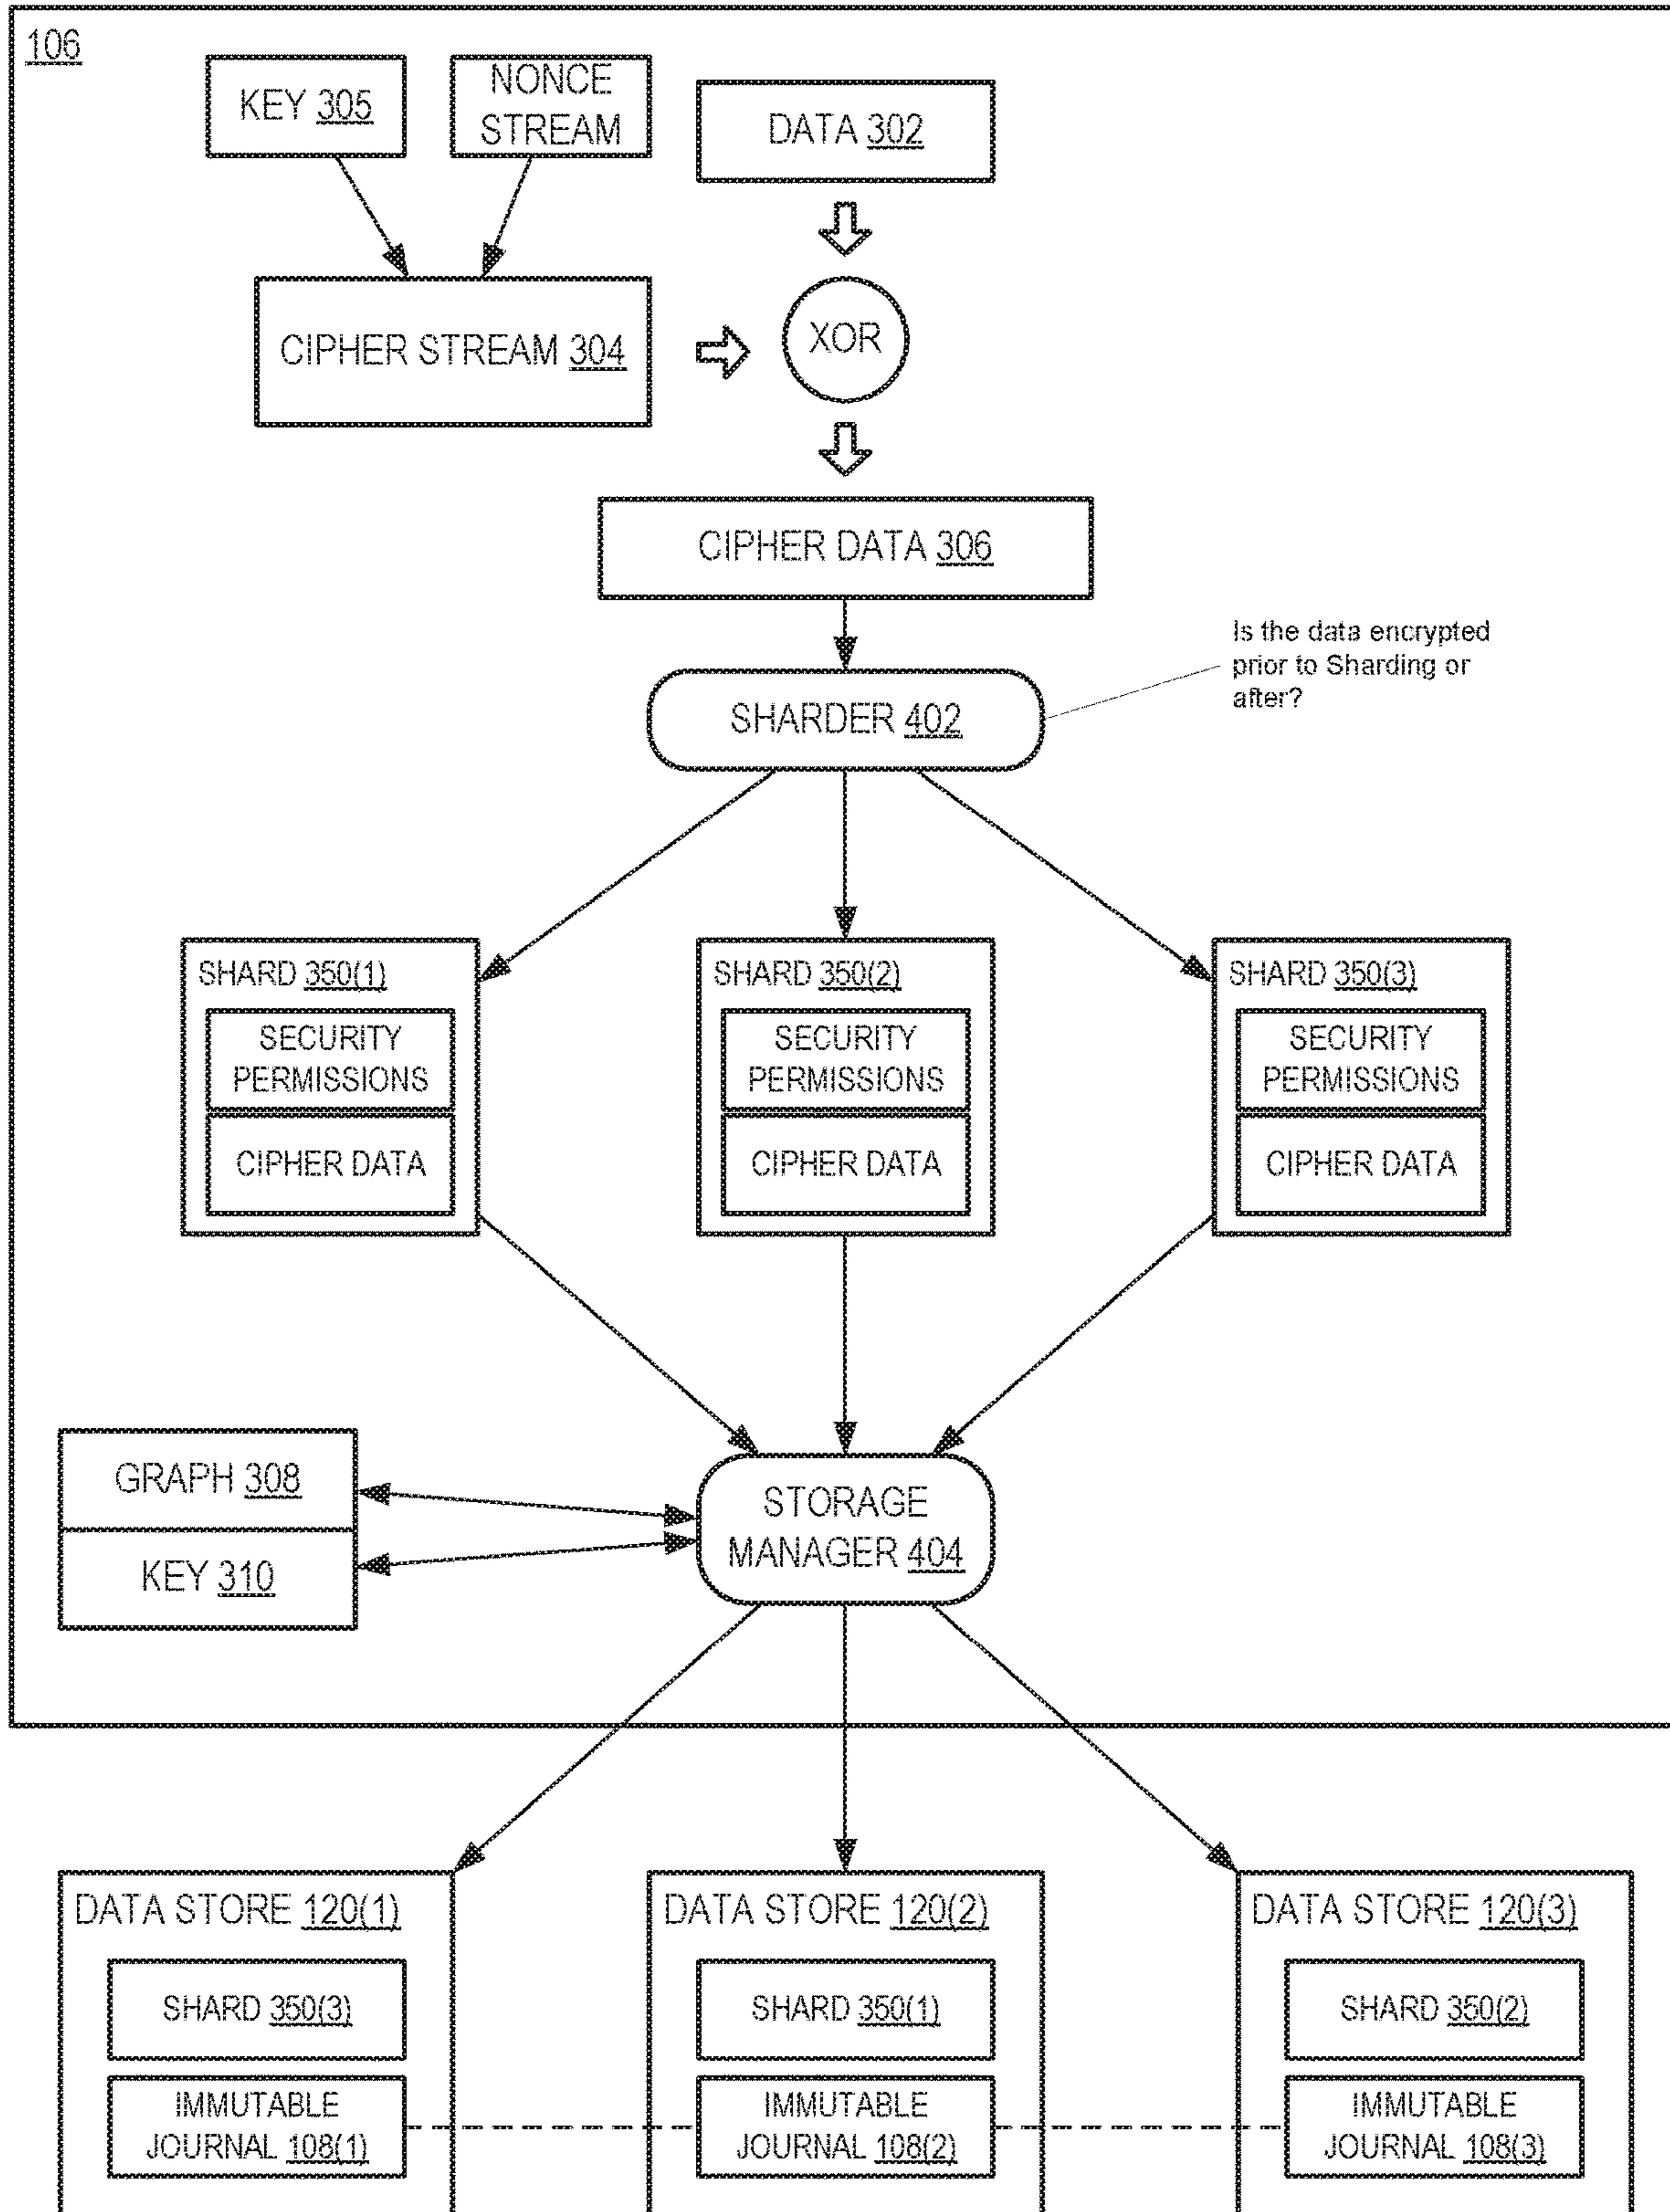 106
KEY 305
NONCE
STREAM
DATA 302
CIPHER STREAM 304
XOR
CIPHER DATA 306
Is the data encrypted
prior to Sharding or
after?
SHARDER 402
SHARD 350(1)
SECURITY
PERMISSIONS
CIPHER DATA
SHARD 350(2)
SECURITY
PERMISSIONS
CIPHER DATA
SHARD 350(3)
SECURITY
PERMISSIONS
CIPHER DATA
GRAPH 308
KEY 310
STORAGE
MANAGER 404
DATA STORE 120(1)
SHARD 350(3)
IMMUTABLE
JOURNAL 108(1)
DATA STORE 120(2)
SHARD 350(1)
IMMUTABLE
JOURNAL 108(2)
DATA STORE 120(3)
SHARD 350(2)
IMMUTABLE
JOURNAL 108(3)